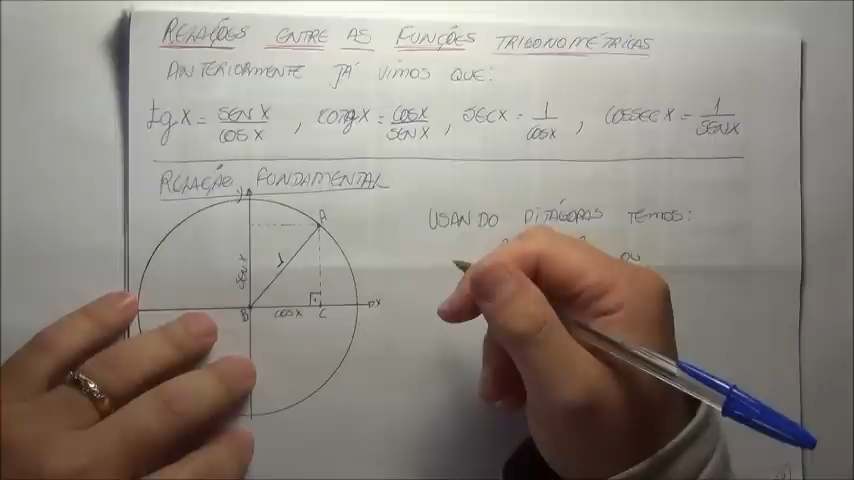 RELAÇÕES ENTRE AS FUNÇÕES TRIGONOMÉTRICAS
ANTERIORMENTE JÁ VIMOS QUE:
tg x = SEN X / COS X , COTG X = COS X / SEN X , SEC X = 1 / COS X , COSSEC X = 1 / SEN X
RELAÇÃO FUNDAMENTAL
USANDO PITÁGORAS TEMOS:
OU
y
A
SEN X
1
B
COS X
C
X